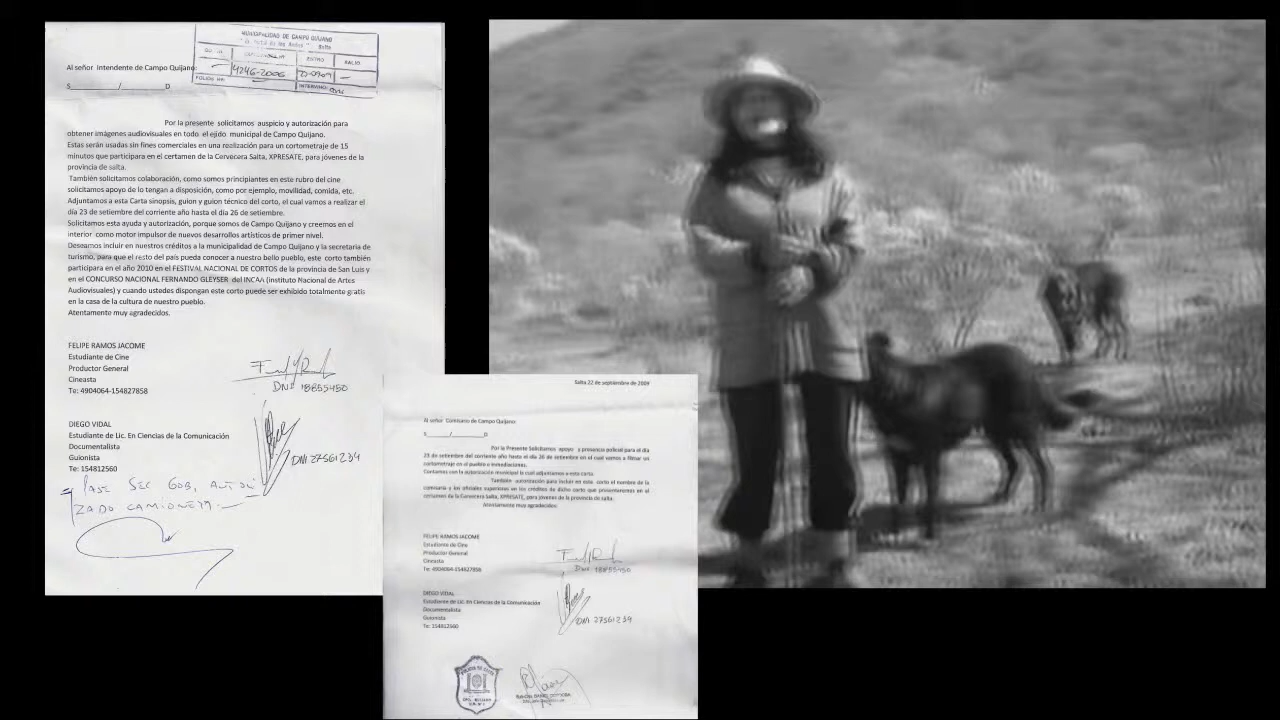 MUNICIPALIDAD DE CAMPO QUIJANO
Salta
ENTRO
SALIO
4246-2006
FOLIOS Nº:
INTERVINO:
Al señor Intendente de Campo Quijano:
S____________/____________D
Por la presente solicitamos auspicio y autorización para
obtener imágenes audiovisuales en todo el ejido municipal de Campo Quijano.
Estas serán usadas sin fines comerciales en una realización para un cortometraje de 15
minutos que participara en el certamen de la Cervecera Salta, XPRESATE, para jóvenes de la
provincia de salta.
También solicitamos colaboración, como somos principiantes en este rubro del cine
solicitamos apoyo de lo tengan a disposición, como por ejemplo, movilidad, comida, etc.
Adjuntamos a esta Carta sinopsis, guion y guion técnico del corto, el cual vamos a realizar el
día 23 de setiembre del corriente año hasta el día 26 de setiembre.
Solicitamos esta ayuda y autorización, porque somos de Campo Quijano y creemos en el
interior como motor impulsor de nuevos desarrollos artísticos de primer nivel.
Deseamos incluir en nuestros créditos a la municipalidad de Campo Quijano y la secretaria de
turismo, para que el resto del país pueda conocer a nuestro bello pueblo, este corto también
participara en el año 2010 en el FESTIVAL NACIONAL DE CORTOS de la provincia de San Luis y
en el CONCURSO NACIONAL FERNANDO GLEYSER del INCAA (instituto Nacional de Artes
Audiovisuales) y cuando ustedes dispongan este corto puede ser exhibido totalmente gratis
en la casa de la cultura de nuestro pueblo.
Atentamente muy agradecidos.
FELIPE RAMOS JACOME
Estudiante de Cine
Productor General
Cineasta
Te: 4904064-154827858
DNI 18855450
DIEGO VIDAL
Estudiante de Lic. En Ciencias de la Comunicación
Documentalista
Guionista
Te: 154812560
DNI 27561234
PASE SEC GOB, AUTORI
ZADO CAMIONETA.
Salta 22 de septiembre de 2009
Al señor Comisario de Campo Quijano:
S________/__________D
Por la Presente Solicitamos apoyo y presencia policial para el día
23 de setiembre del corriente año hasta el día 26 de setiembre en el cual vamos a filmar un
cortometraje en el pueblo e inmediaciones.
Contamos con la autorización municipal la cual adjuntamos a esta carta.
También autorización para incluir en este corto el nombre de la
comisaria y los oficiales superiores en los créditos de dicho corto que presentaremos en el
certamen de la Cervecera Salta, XPRESATE, para jóvenes de la provincia de salta.
Atentamente muy agradecidos.
FELIPE RAMOS JACOME
Estudiante de Cine
Productor General
Cineasta
Te: 4904064-154827858
DNI 18855450
DIEGO VIDAL
Estudiante de Lic. En Ciencias de la Comunicación
Documentalista
Guionista
Te: 154812560
DNI 27561234